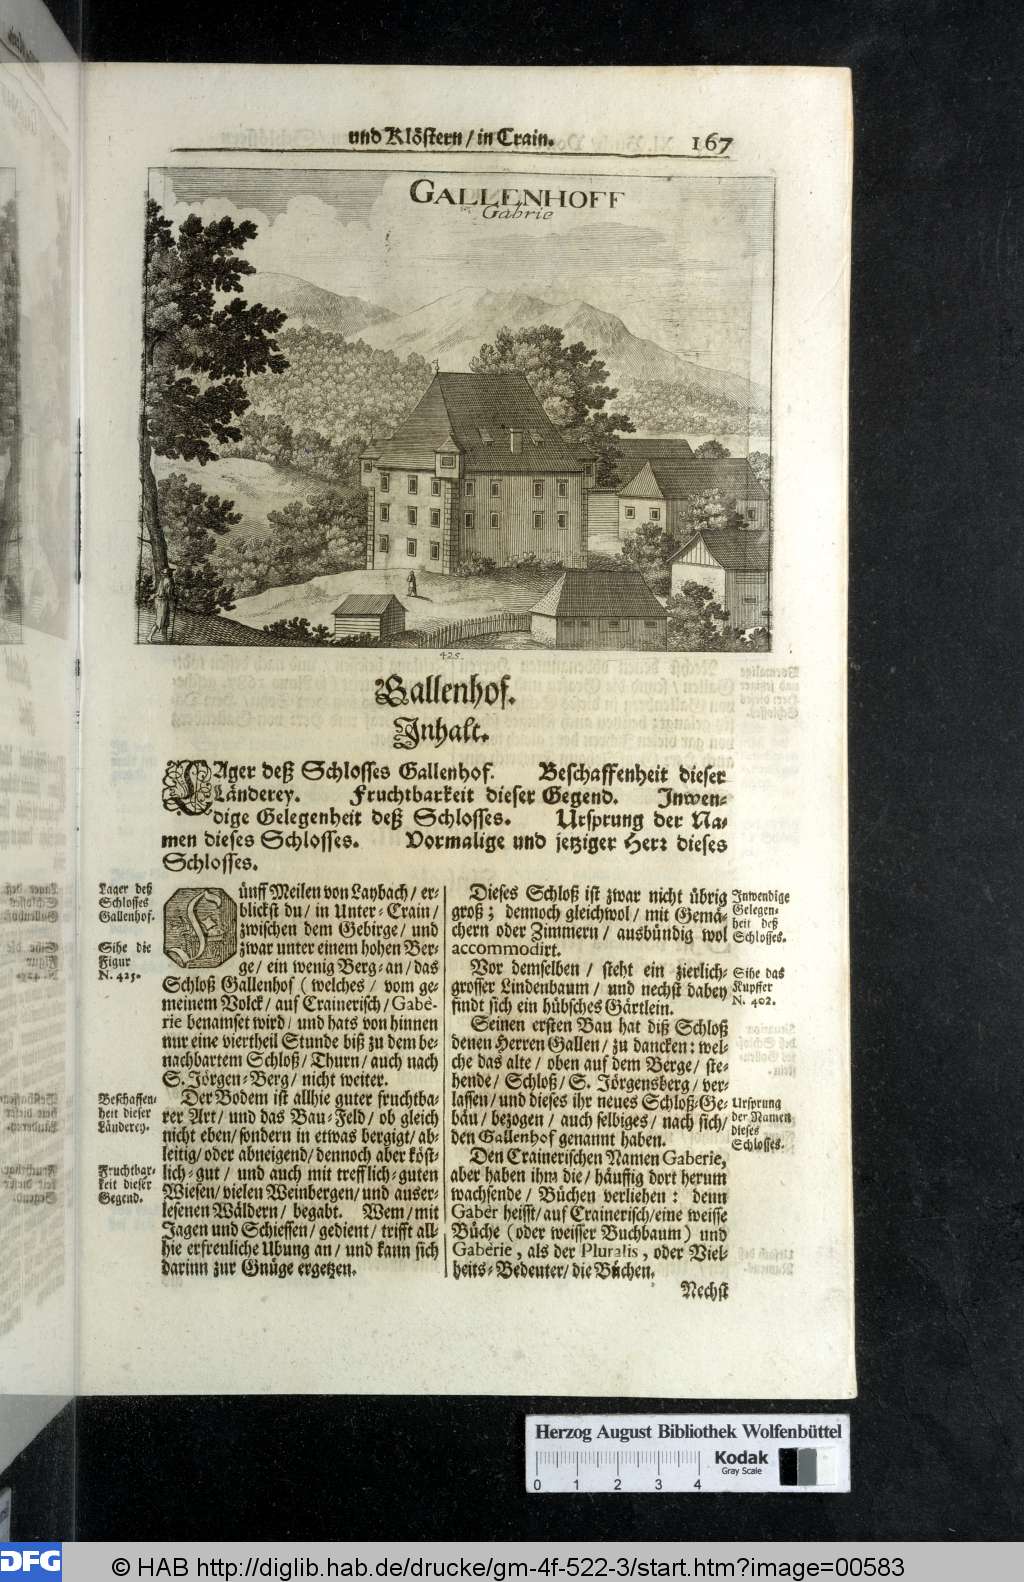 und Klöstern / in Crain.
167
GALLENHOFF
Gabrie
425
Gallenhof.
Inhalt.
LAger deß Schlosses Gallenhof. Beschaffenheit dieser
Länderey. Fruchtbarkeit dieser Gegend. Inwen-
dige Gelegenheit deß Schlosses. Ursprung der Na-
men dieses Schlosses. Vormalige und jetziger Herr dieses
Schlosses.
Lager deß
Schlosses
Gallenhof.
Sihe die
Figur
N. 425.
Beschaffen-
heit dieser
Länderey.
Fruchtbar-
keit dieser
Gegend.
FÜnff Meilen von Laybach / er-
blickst du / in Unter-Crain /
zwischen dem Gebirge / und
zwar unter einem hohen Ber-
ge / ein wenig Berg-an / das
Schloß Gallenhof (welches / vom ge-
meinem Volck / auf Crainerisch / Gabè-
rie benamset wird / und hats von hinnen
nur eine viertheil Stunde biß zu dem be-
nachbartem Schloß / Thurn / auch nach
S. Jörgen-Berg / nicht weiter.
Der Bodem ist allhie guter fruchtba-
rer Art / und das Bau-Feld / ob gleich
nicht eben / sondern in etwas bergigt / ab-
leitig / oder abneigend / dennoch aber köst-
lich-gut / und auch mit trefflich-guten
Wiesen / vielen Weinbergen / und auser-
lesenen Wäldern / begabt. Wem / mit
Jagen und Schiessen / gedient / trifft all-
hie erfreuliche Ubung an / und kann sich
darinn zur Gnüge ergetzen.
Dieses Schloß ist zwar nicht übrig
groß; dennoch gleichwol / mit Gemä-
chern oder Zimmern / ausbündig wol
accommodirt.
Vor demselben / steht ein zierlich-
grosser Lindenbaum / und nechst dabey
findt sich ein hübsches Gärtlein.
Seinen ersten Bau hat diß Schloß
denen Herren Gallen / zu dancken: wel-
che das alte / oben auf dem Berge / ste-
hende / Schloß / S. Jörgensberg / ver-
lassen / und dieses ihr neues Schloß-Ge-
bäu / bezogen / auch selbiges / nach sich /
den Gallenhof genannt haben.
Den Crainerischen Namen Gaberie,
aber haben ihm die / häuffig dort herum
wachsende / Büchen verliehen: denn
Gaber heisst / auf Crainerisch / eine weisse
Büche (oder weisser Buchbaum) und
Gabèrie, als der Pluralis, oder Viel-
heits-Bedeuter / die Büchen.
Nechst
Inwendige
Gelegen-
heit deß
Schlosses.
Sihe das
Kupffer
N. 402.
Ursprung
der Namen
dieses
Schlosses.
Herzog August Bibliothek Wolfenbüttel
Kodak
Gray Scale
0 1 2 3 4
DFG
© HAB http://diglib.hab.de/drucke/gm-4f-522-3/start.htm?image=00583